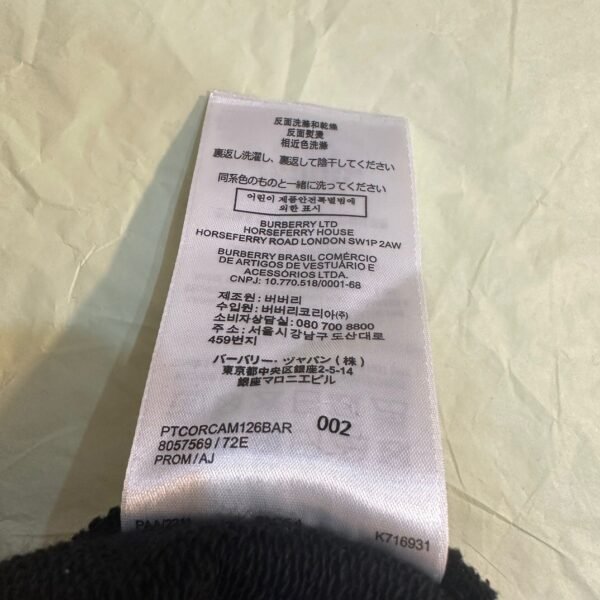 反面洗滌和乾燥
反面熨燙
相近色洗滌
裏返し洗濯し、裏返して陰干してください
同系色のものと一緒に洗ってください
어린이 제품안전특별법에
의한 표시
BURBERRY LTD
HORSEFERRY HOUSE
HORSEFERRY ROAD LONDON SW1P 2AW
BURBERRY BRASIL COMÉRCIO
DE ARTIGOS DE VESTUÁRIO E
ACESSÓRIOS LTDA.
CNPJ: 10.770.518/0001-68
제조원: 버버리
수입원: 버버리코리아(주)
소비자상담실: 080 700 8800
주 소: 서울시 강남구 도산대로
459번지
バーバリー・ジャパン(株)
東京都中央区銀座2-5-14
銀座マロニエビル
PTCORCAM126BAR 002
8057569/72E
PROM/AJ
K716931